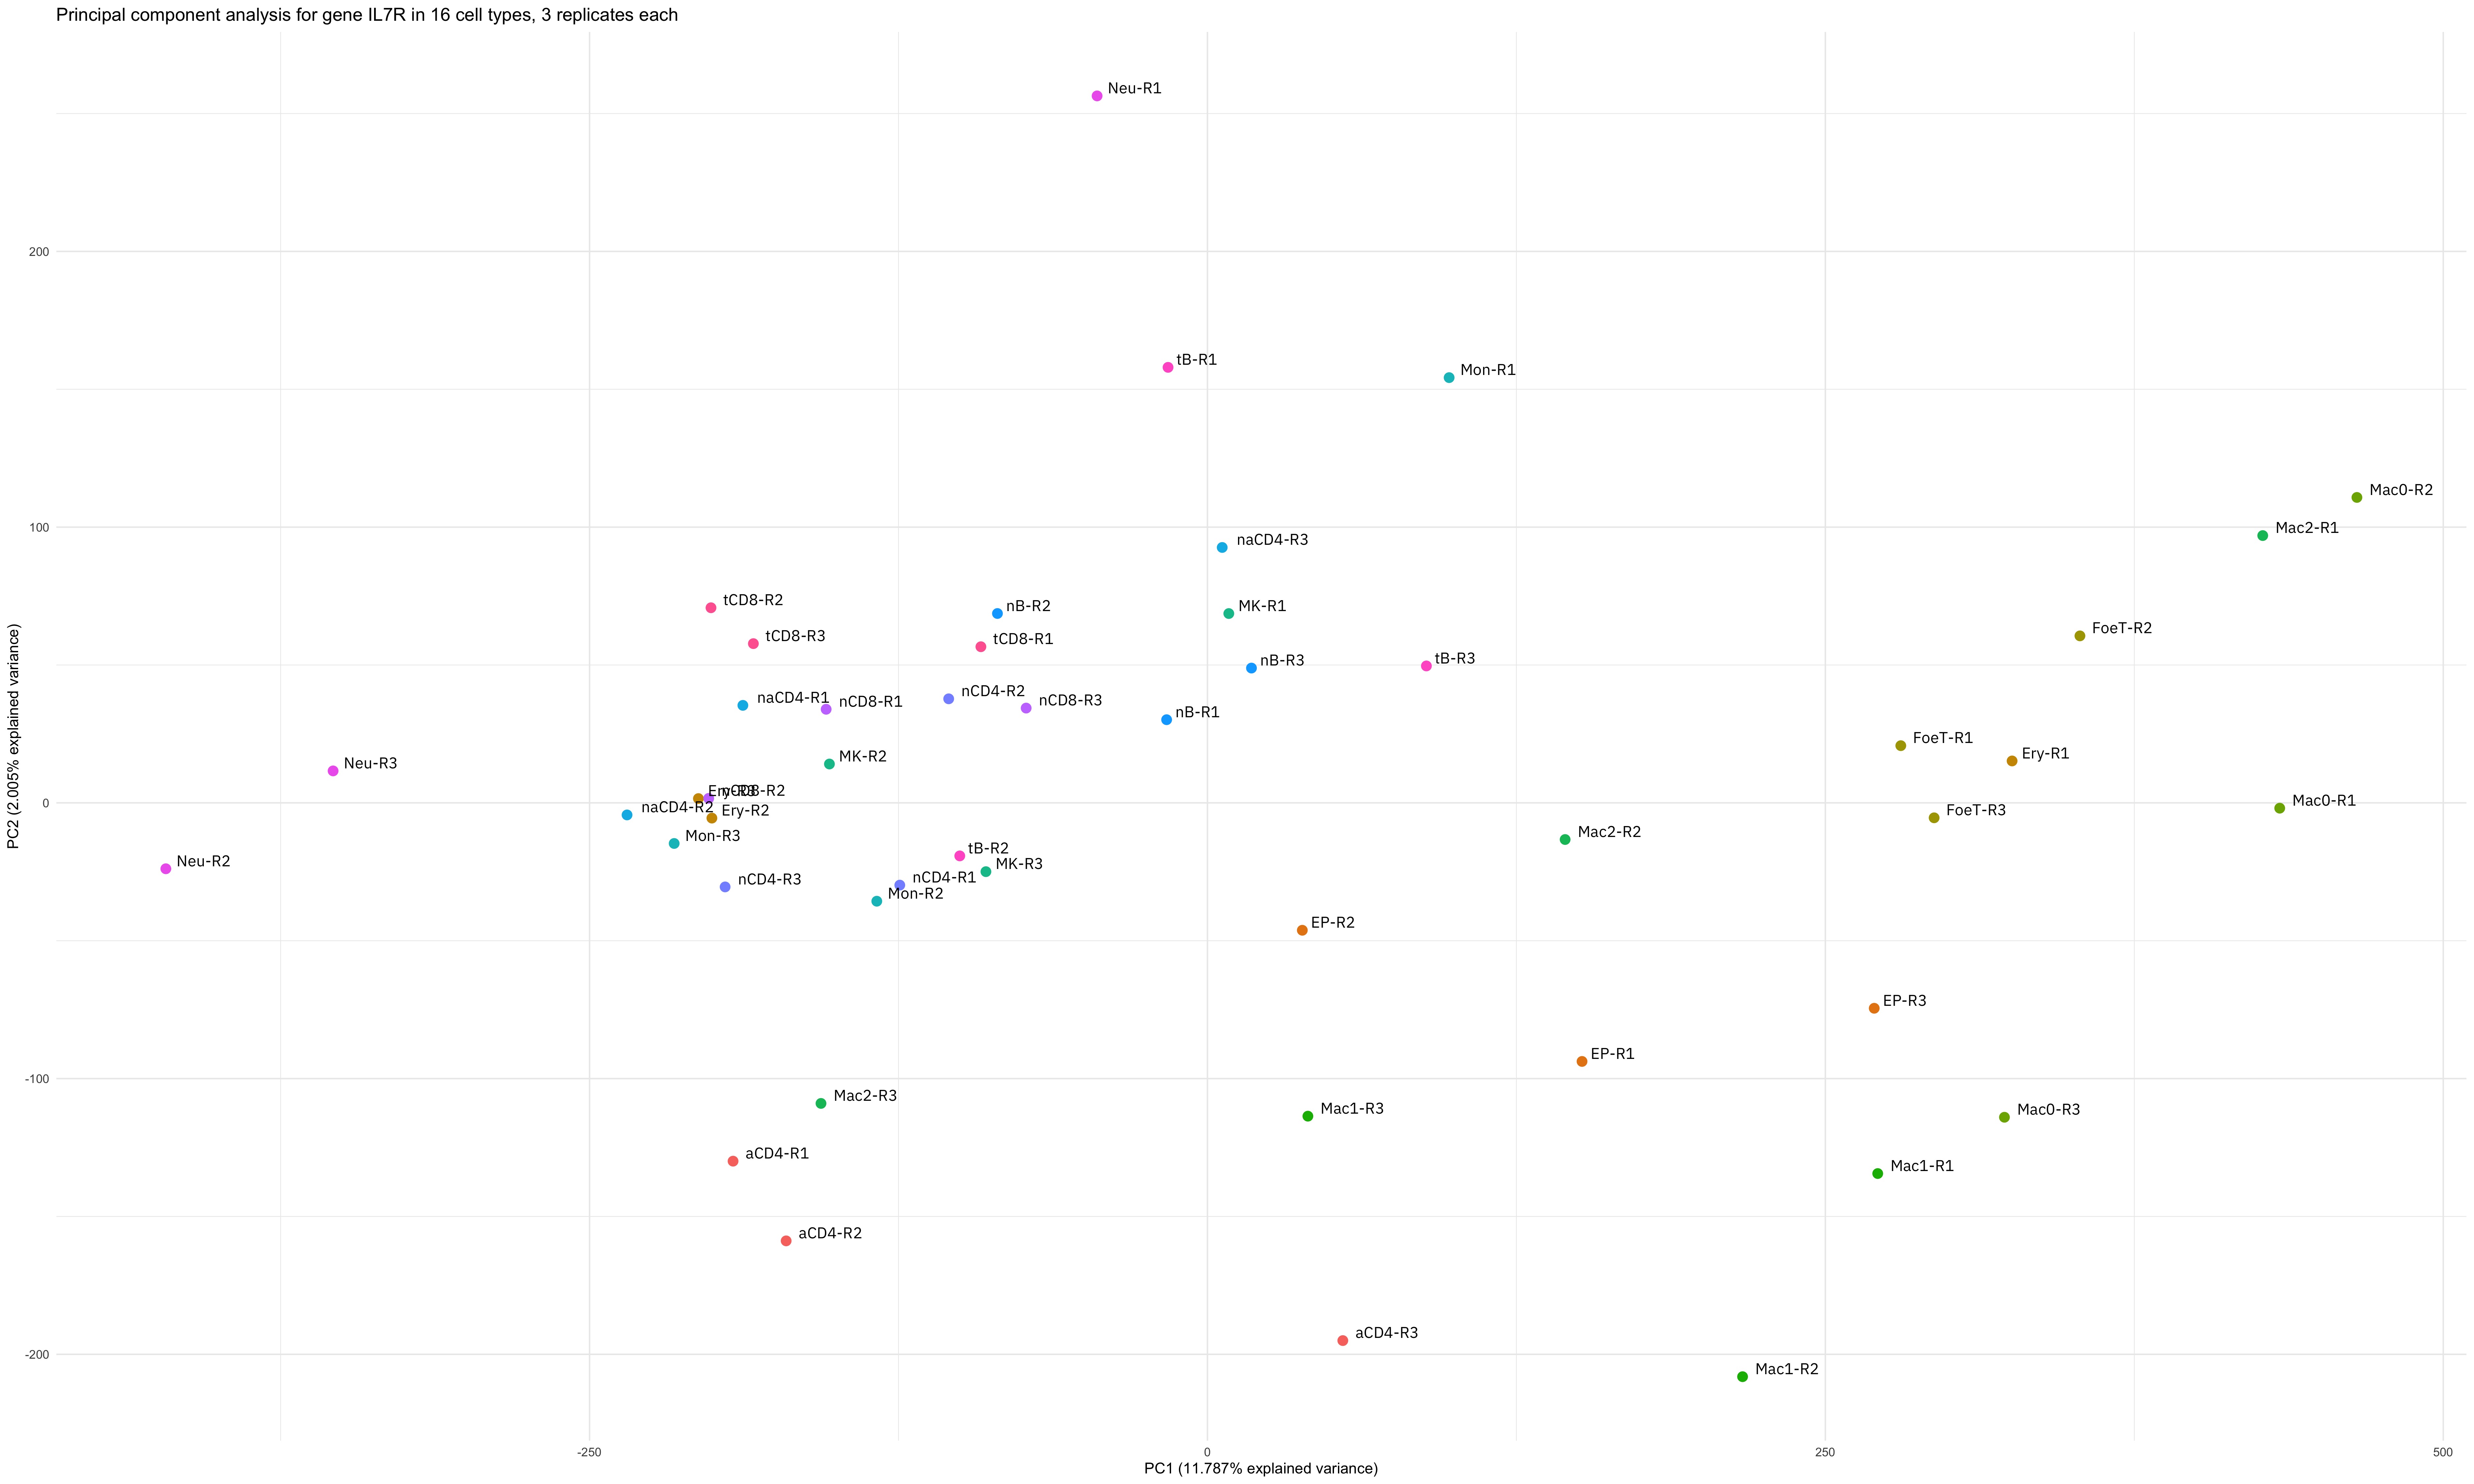 Principal component analysis for gene IL7R in 16 cell types, 3 replicates each
Neu-R1
200
tB-R1
Mon-R1
Mac0-R2
100
Mac2-R1
naCD4-R3
tCD8-R2
nB-R2
MK-R1
tCD8-R3
tCD8-R1
FoeT-R2
nB-R3
tB-R3
naCD4-R1
nCD8-R1
nCD4-R2
nCD8-R3
nB-R1
FoeT-R1
Ery-R1
MK-R2
Neu-R3
Ery-R3
nCD8-R2
0
naCD4-R2
Ery-R2
Mac0-R1
FoeT-R3
Mon-R3
Mac2-R2
tB-R2
Neu-R2
MK-R3
nCD4-R3
nCD4-R1
Mon-R2
EP-R2
EP-R3
EP-R1
-100
Mac2-R3
Mac1-R3
Mac0-R3
aCD4-R1
Mac1-R1
aCD4-R2
aCD4-R3
-200
Mac1-R2
PC2 (2.005% explained variance)
-250
0
250
500
PC1 (11.787% explained variance)